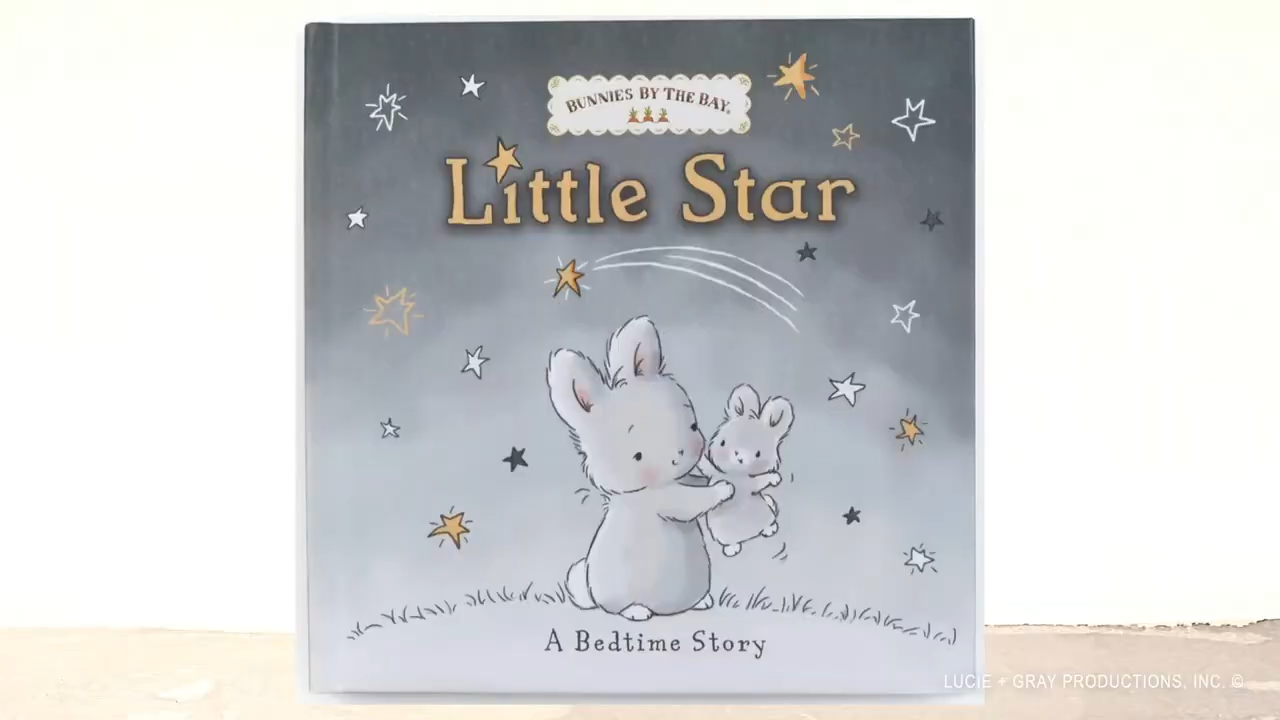 BUNNIES BY THE BAY®
Little Star
A Bedtime Story
LUCIE + GRAY PRODUCTIONS, INC. ©